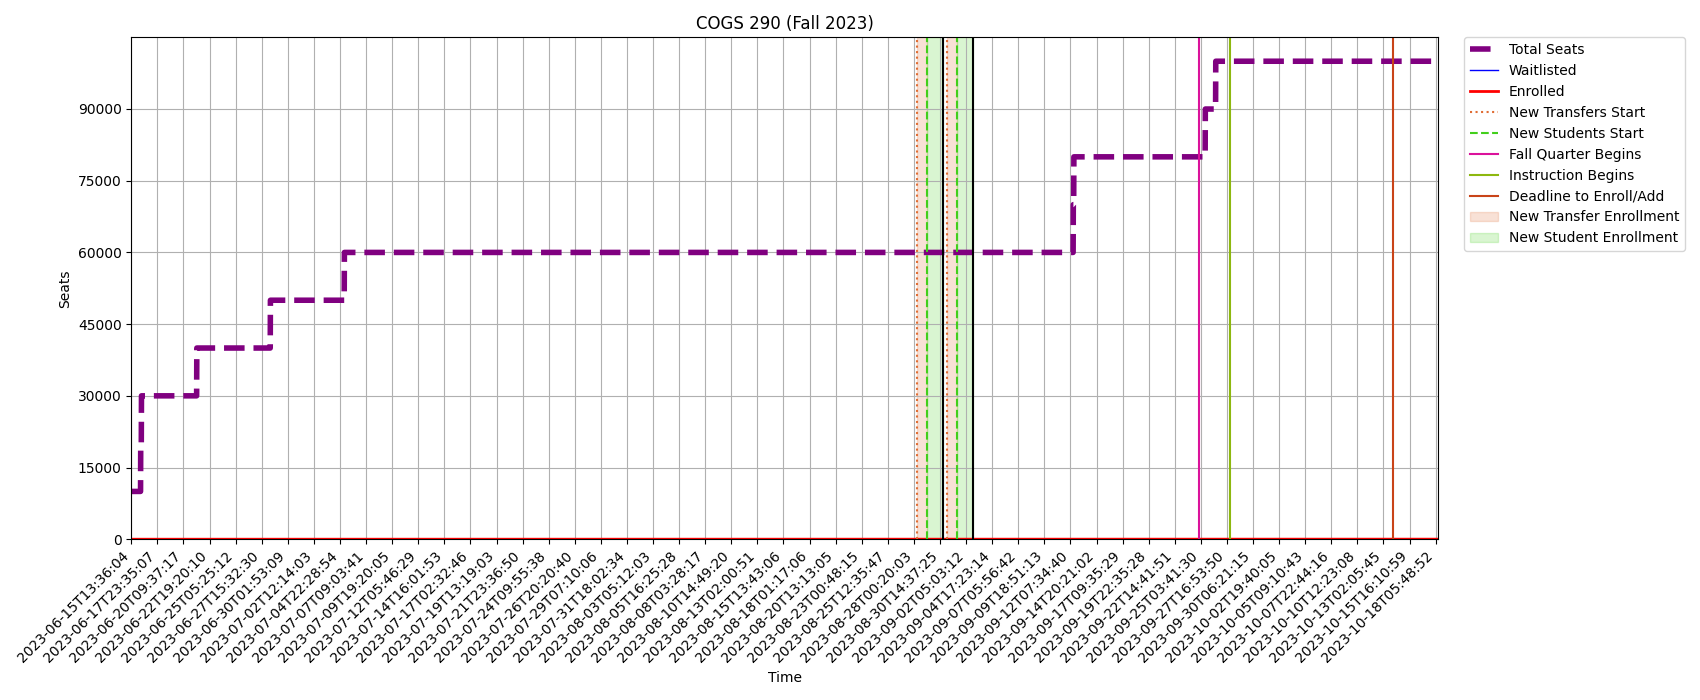 COGS 290 (Fall 2023)
Seats
90000
75000
60000
45000
30000
15000
0
2023-06-15T13:36:04
2023-06-17T23:35:07
2023-06-20T09:37:17
2023-06-22T19:20:10
2023-06-25T05:25:12
2023-06-27T15:32:30
2023-06-30T01:53:09
2023-07-02T12:14:03
2023-07-04T22:28:54
2023-07-07T09:03:41
2023-07-09T19:20:05
2023-07-12T05:46:29
2023-07-14T16:01:53
2023-07-17T02:32:46
2023-07-19T13:19:03
2023-07-21T23:36:50
2023-07-24T09:55:38
2023-07-26T20:20:40
2023-07-29T07:10:06
2023-07-31T18:02:34
2023-08-03T05:12:03
2023-08-05T16:25:28
2023-08-08T03:28:17
2023-08-10T14:49:20
2023-08-13T02:00:51
2023-08-15T13:43:06
2023-08-18T01:17:06
2023-08-20T13:13:05
2023-08-23T00:48:15
2023-08-25T12:35:47
2023-08-28T00:20:03
2023-08-30T14:37:25
2023-09-02T05:03:12
2023-09-04T17:23:14
2023-09-07T05:56:42
2023-09-09T18:51:13
2023-09-12T07:34:40
2023-09-14T20:21:02
2023-09-17T09:35:29
2023-09-19T22:35:28
2023-09-22T14:41:51
2023-09-25T03:41:30
2023-09-27T16:53:50
2023-09-30T06:21:15
2023-10-02T19:40:05
2023-10-05T09:10:43
2023-10-07T22:44:16
2023-10-10T12:23:08
2023-10-13T02:05:45
2023-10-15T16:10:59
2023-10-18T05:48:52
Time
Total Seats
Waitlisted
Enrolled
New Transfers Start
New Students Start
Fall Quarter Begins
Instruction Begins
Deadline to Enroll/Add
New Transfer Enrollment
New Student Enrollment